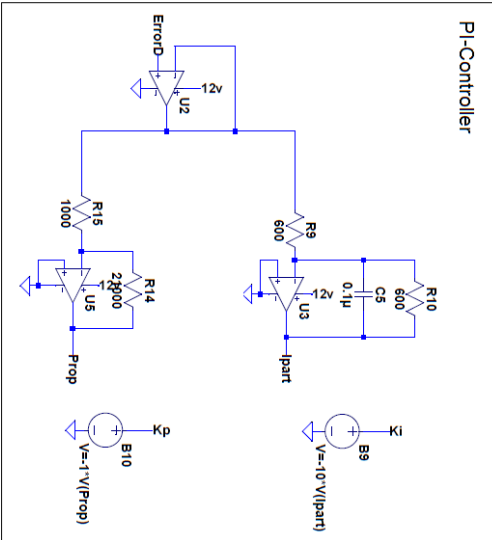 PI-Controller
ErrorD
12v
U2
R15
1000
R9
600
R14
12v
U5
R10
600
C5
0.1µ
12v
U3
Prop
Ipart
Kp
B10
V=-1*V(Prop)
Ki
B9
V=-10*V(Ipart)